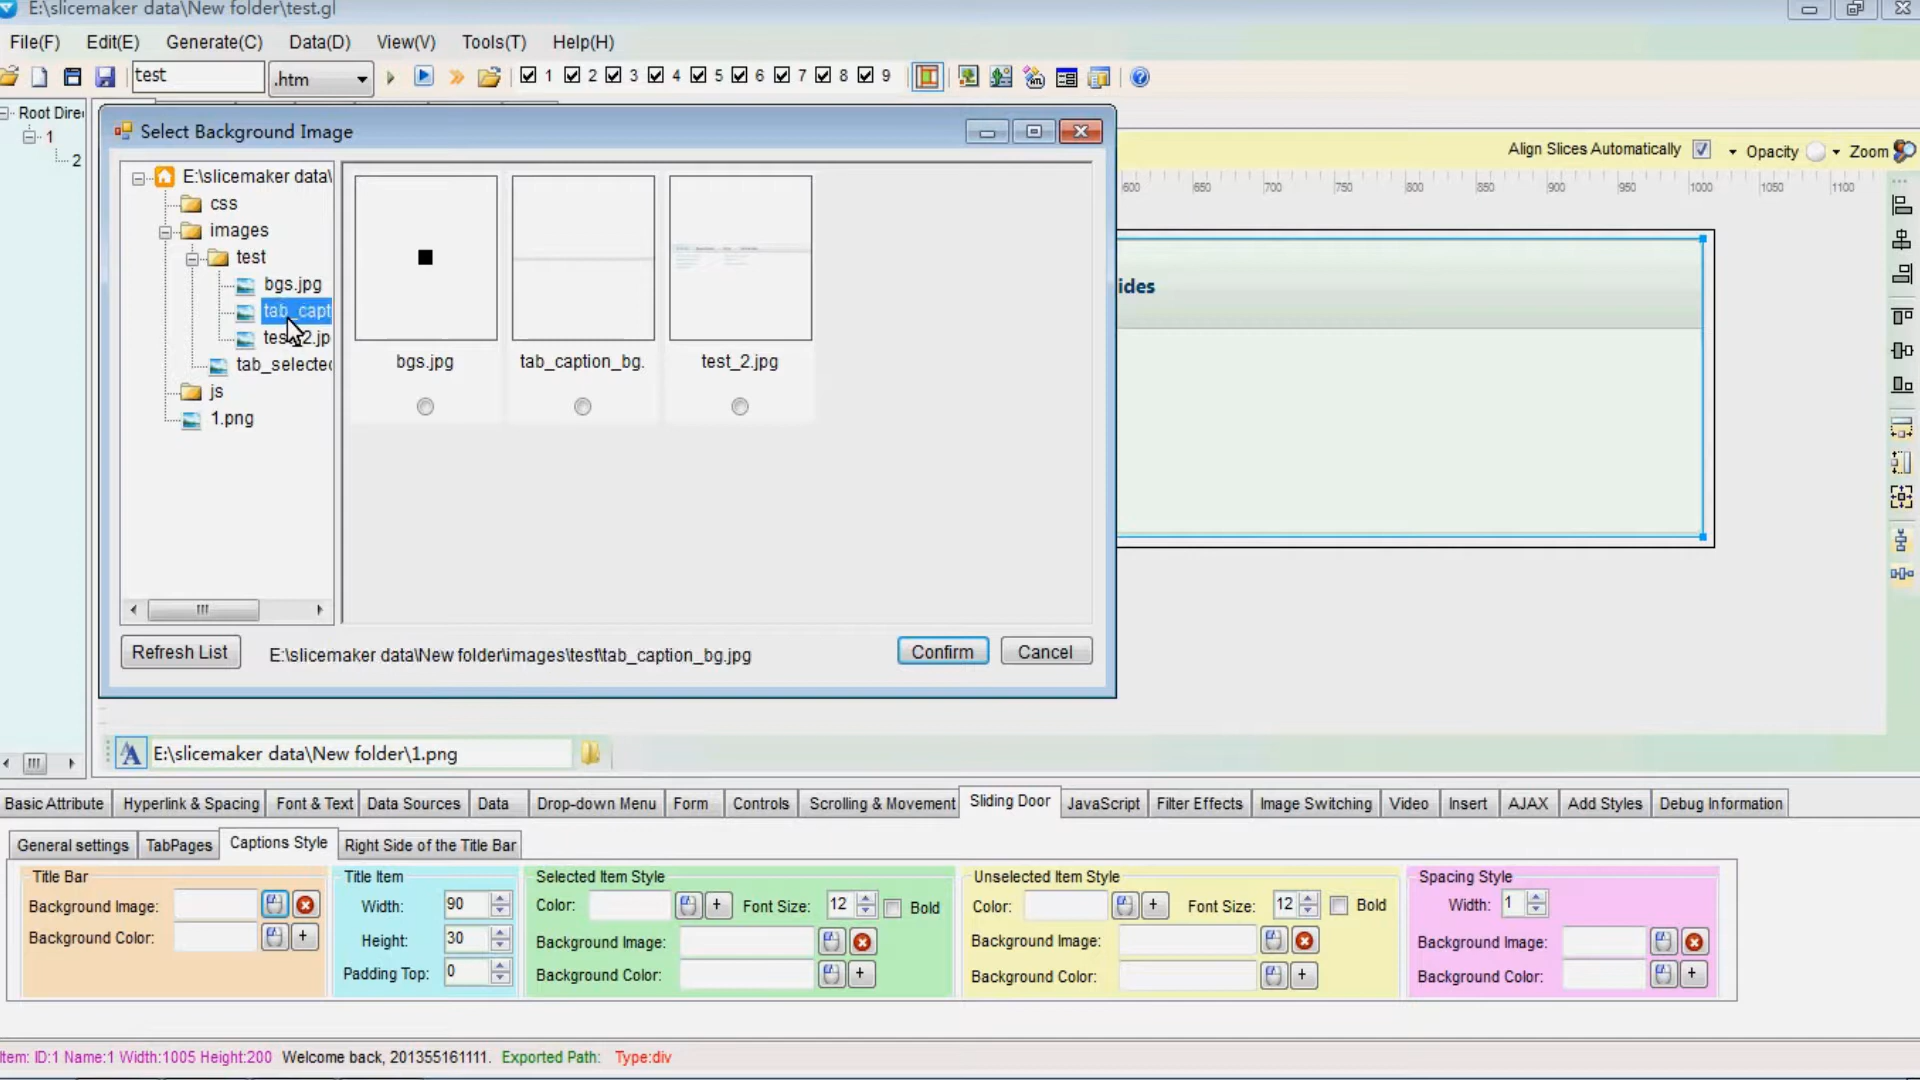 E:\slicemaker data\New folder\test.gl
File(F) Edit(E) Generate(C) Data(D) View(V) Tools(T) Help(H)
test .htm 1 2 3 4 5 6 7 8 9
Root Dire
1
2
Select Background Image
E:\slicemaker data\
css
images
test
bgs.jpg
tab_capt
test_2.jp
tab_selected
js
1.png
bgs.jpg tab_caption_bg. test_2.jpg
Refresh List E:\slicemaker data\New folder\images\test\tab_caption_bg.jpg Confirm Cancel
Align Slices Automatically Opacity Zoom
600 650 700 750 800 850 900 950 1000 1050 1100
ides
E:\slicemaker data\New folder\1.png
Basic Attribute Hyperlink & Spacing Font & Text Data Sources Data Drop-down Menu Form Controls Scrolling & Movement Sliding Door JavaScript Filter Effects Image Switching Video Insert AJAX Add Styles Debug Information
General settings TabPages Captions Style Right Side of the Title Bar
Title Bar
Background Image:
Background Color:
Title Item
Width: 90
Height: 30
Padding Top: 0
Selected Item Style
Color: + Font Size: 12 Bold
Background Image:
Background Color: +
Unselected Item Style
Color: + Font Size: 12 Bold
Background Image:
Background Color: +
Spacing Style
Width: 1
Background Image:
Background Color: +
Item: ID:1 Name:1 Width:1005 Height:200 Welcome back, 201355161111. Exported Path: Type:div